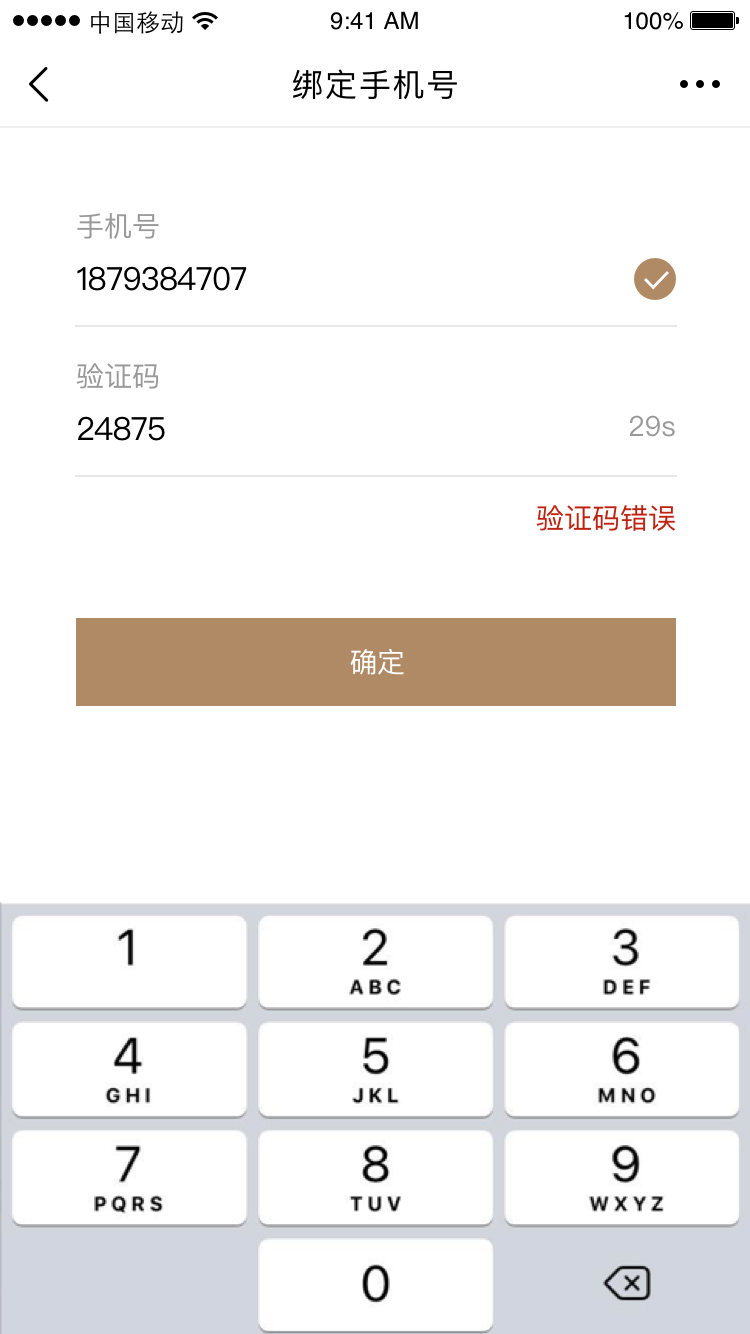 中国移动 9:41 AM 100%
绑定手机号
手机号
1879384707
验证码
24875 29s
验证码错误
确定
1 2 3
ABC DEF
4 5 6
GHI JKL MNO
7 8 9
PQRS TUV WXYZ
0